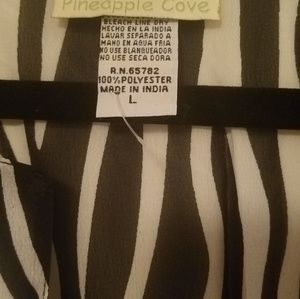 Pineapple Cove
BLEACH LINE DRY
HECHO EN LA INDIA
LAVAR SEPARADO A
MANO EN AGUA FRIA
NO USE BLANQUEADOR
NO USE SECA DORA
R.N.65782
100%POLYESTER
MADE IN INDIA
L